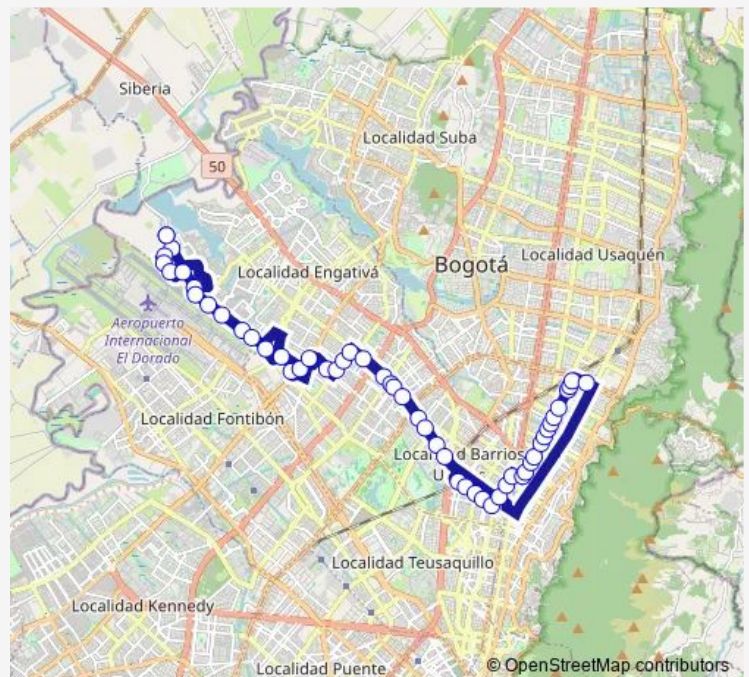 Siberia
Localidad Suba
50
Localidad Usaquén
Bogotá
Localidad Engativá
Aeropuerto
Internacional
El Dorado
Localidad Fontibón
Localidad Barrios
U
Localidad Teusaquillo
Localidad Kennedy
Localidad Puente
© OpenStreetMap contributors